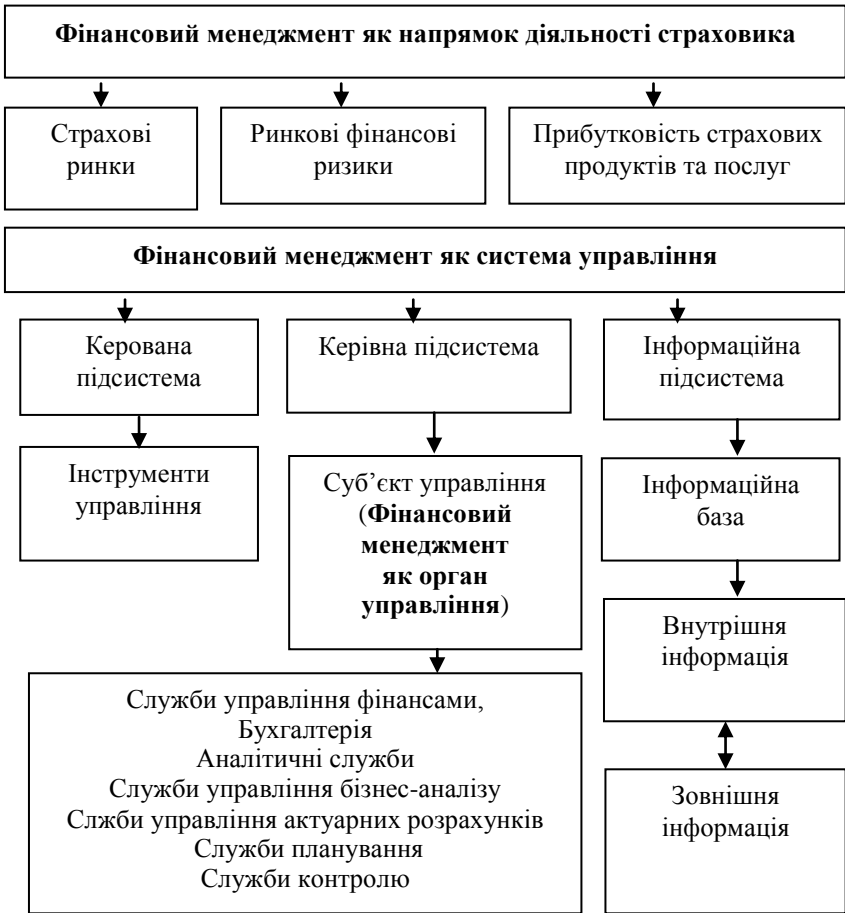 Фінансовий менеджмент як напрямок діяльності страховика
Страхові
ринки
Ринкові фінансові
ризики
Прибутковість страхових
продуктів та послуг
Фінансовий менеджмент як система управління
Керована
підсистема
Керівна підсистема
Інформаційна
підсистема
Інструменти
управління
Суб’єкт управління
(Фінансовий
менеджмент
як орган
управління)
Інформаційна
база
Внутрішня
інформація
Служби управління фінансами,
Бухгалтерія
Аналітичні служби
Служби управління бізнес-аналізу
Слжби управління актуарних розрахунків
Служби планування
Служби контролю
Зовнішня
інформація